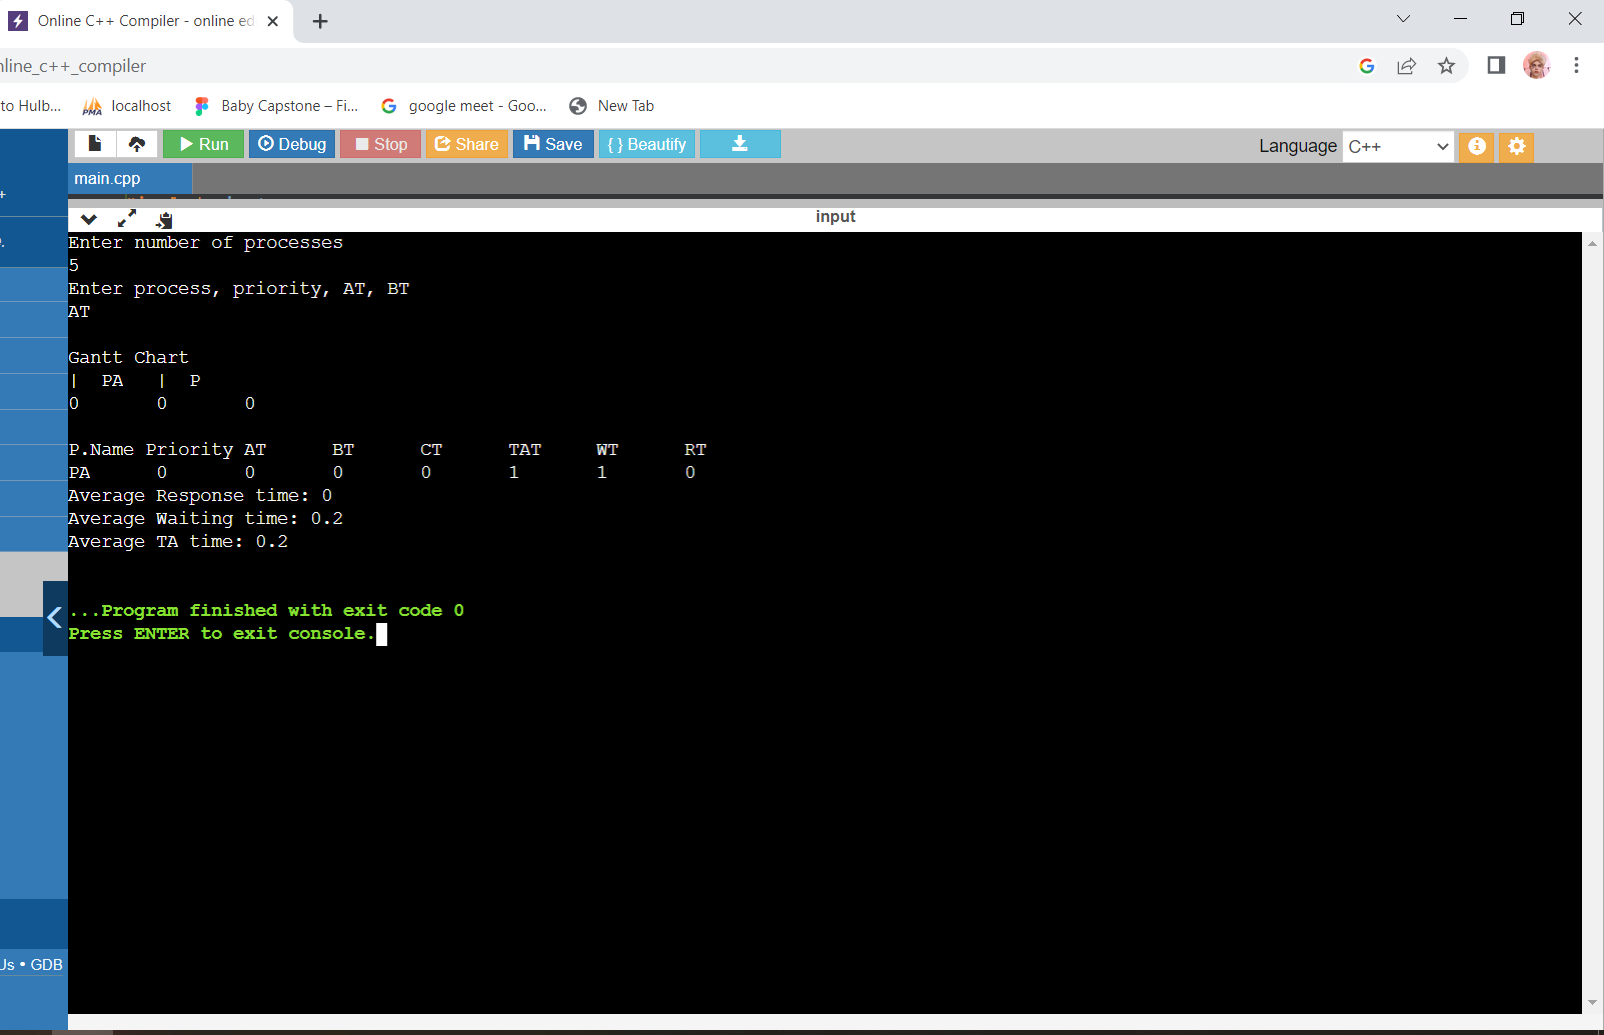 Online C++ Compiler - online ed
nline_c++_compiler
to Hulb... localhost Baby Capstone – Fi... google meet - Goo... New Tab
Run Debug Stop Share Save { } Beautify Language C++
main.cpp
+
input
Enter number of processes
5
Enter process, priority, AT, BT
AT
Gantt Chart
| PA | P
0 0 0
P.Name Priority AT BT CT TAT WT RT
PA 0 0 0 0 1 1 0
Average Response time: 0
Average Waiting time: 0.2
Average TA time: 0.2
...Program finished with exit code 0
Press ENTER to exit console.
Us • GDB